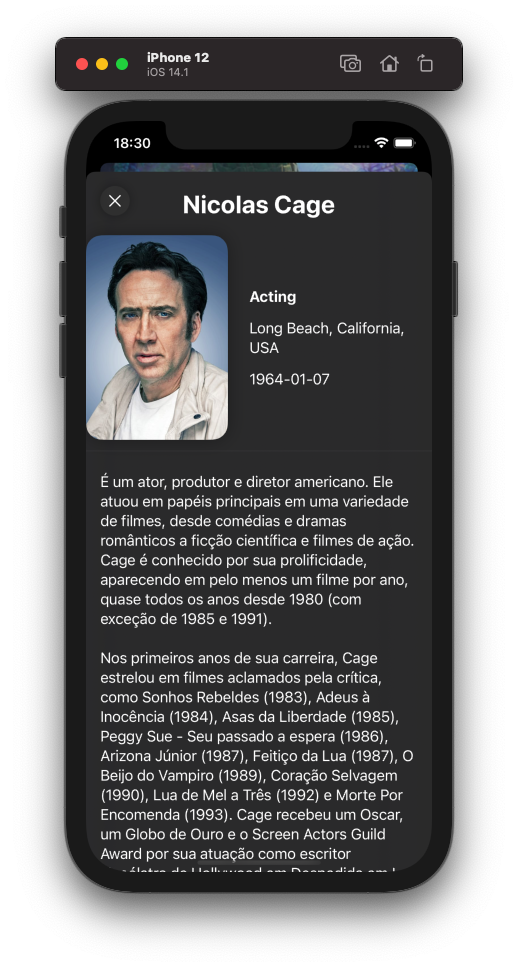 iPhone 12
iOS 14.1
18:30
Nicolas Cage
Acting
Long Beach, California,
USA
1964-01-07
É um ator, produtor e diretor americano. Ele
atuou em papéis principais em uma variedade
de filmes, desde comédias e dramas
românticos a ficção científica e filmes de ação.
Cage é conhecido por sua prolificidade,
aparecendo em pelo menos um filme por ano,
quase todos os anos desde 1980 (com
exceção de 1985 e 1991).
Nos primeiros anos de sua carreira, Cage
estrelou em filmes aclamados pela crítica,
como Sonhos Rebeldes (1983), Adeus à
Inocência (1984), Asas da Liberdade (1985),
Peggy Sue - Seu passado a espera (1986),
Arizona Júnior (1987), Feitiço da Lua (1987), O
Beijo do Vampiro (1989), Coração Selvagem
(1990), Lua de Mel a Três (1992) e Morte Por
Encomenda (1993). Cage recebeu um Oscar,
um Globo de Ouro e o Screen Actors Guild
Award por sua atuação como escritor
de Hollywood em Despedida em